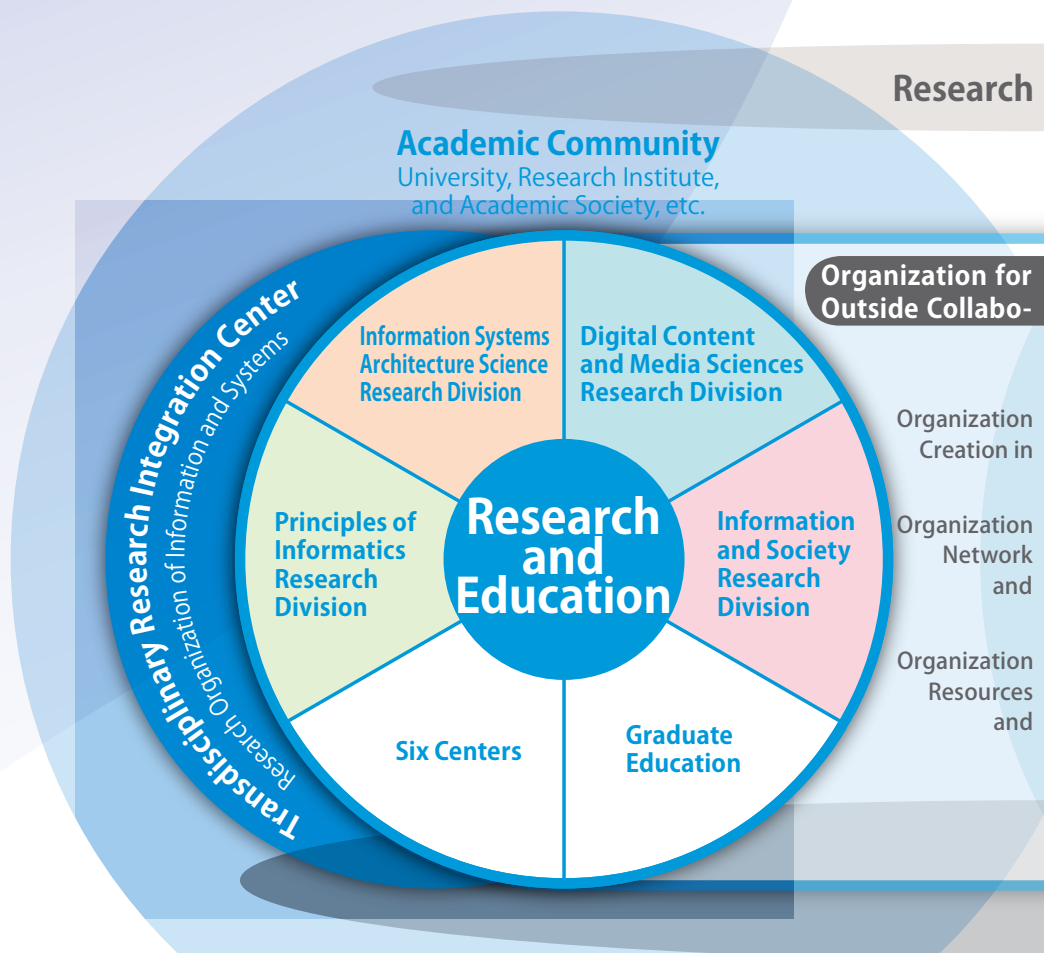 Research
Academic Community
University, Research Institute,
and Academic Society, etc.
Organization for
Outside Collabo-
Transdisciplinary Research Integration Center
Research Organization of Information and Systems
Information Systems
Architecture Science
Research Division
Digital Content
and Media Sciences
Research Division
Principles of
Informatics
Research
Division
Research
and
Education
Information
and Society
Research
Division
Six Centers
Graduate
Education
Organization
Creation in
Organization
Network
and
Organization
Resources
and